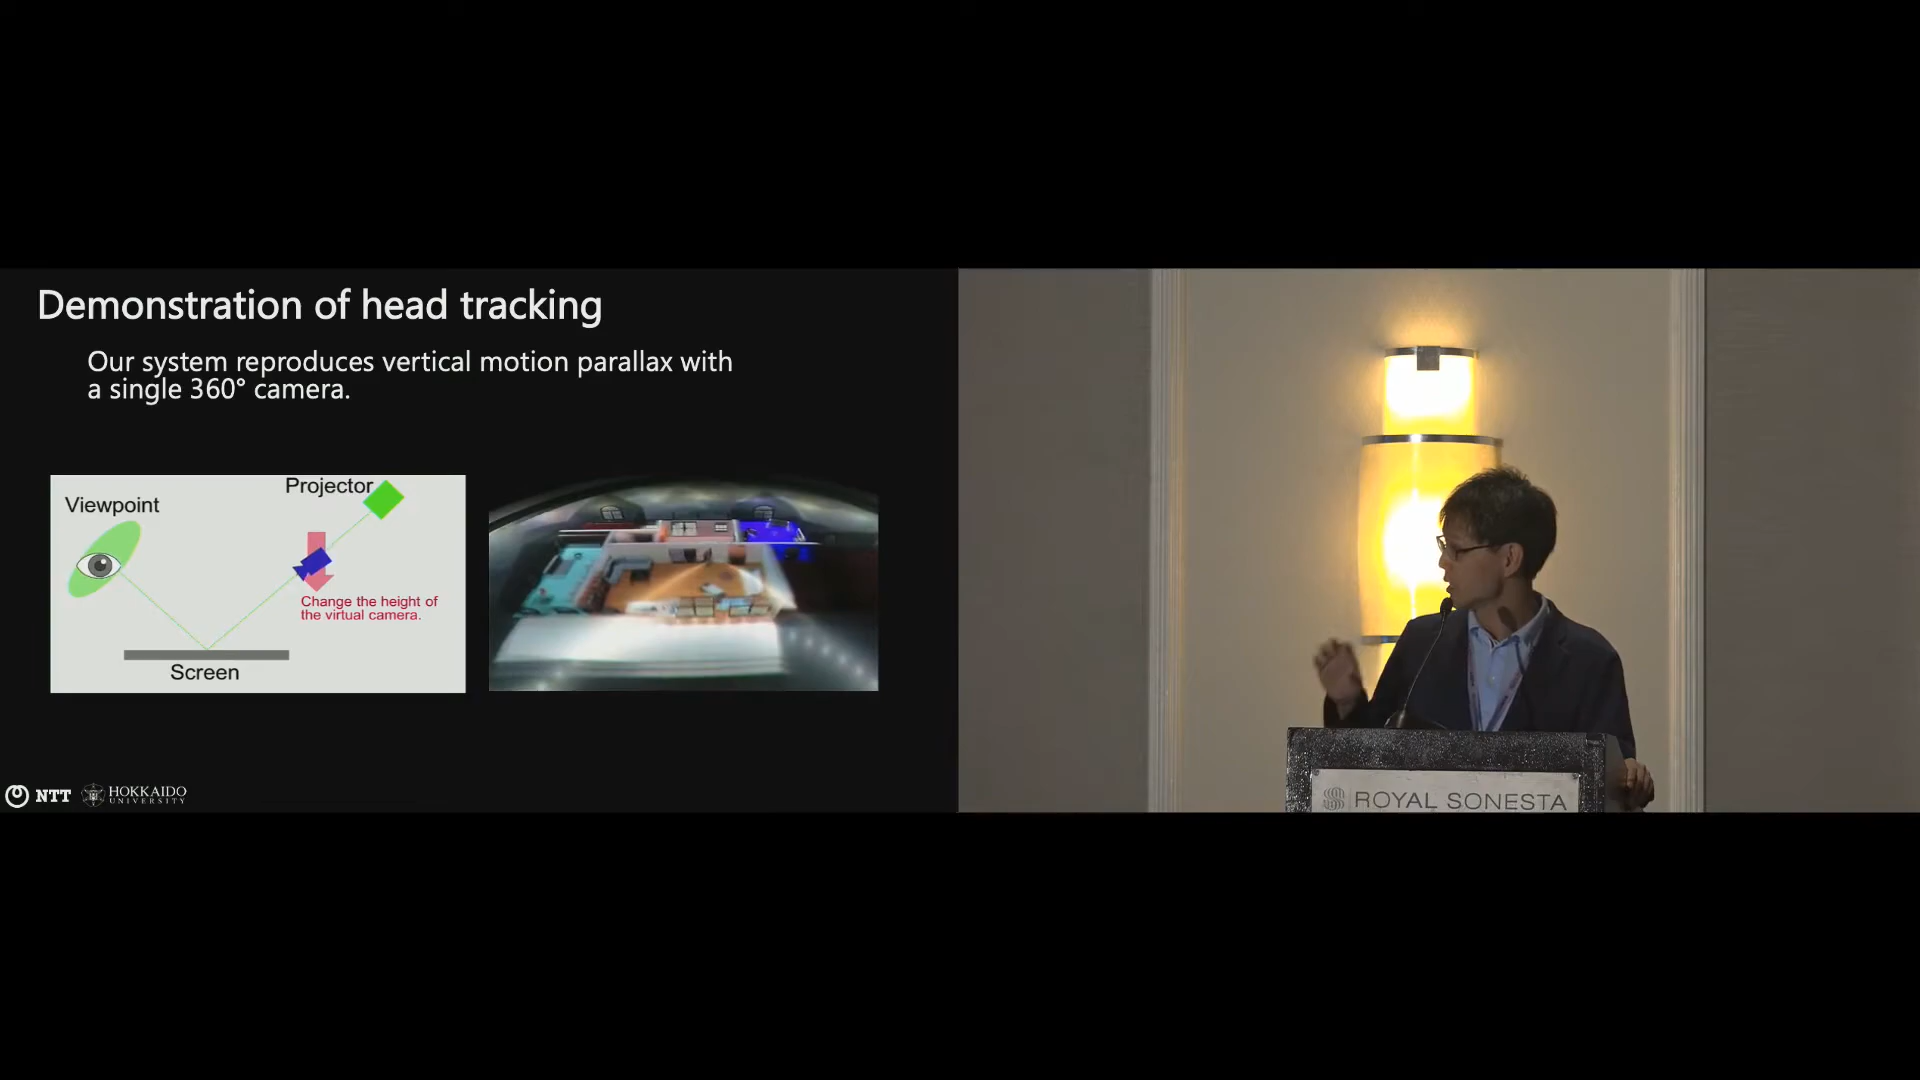 Demonstration of head tracking
Our system reproduces vertical motion parallax with
a single 360° camera.
Viewpoint
Projector
Change the height of
the virtual camera.
Screen
NTT
HOKKAIDO
UNIVERSITY
ROYAL SONESTA